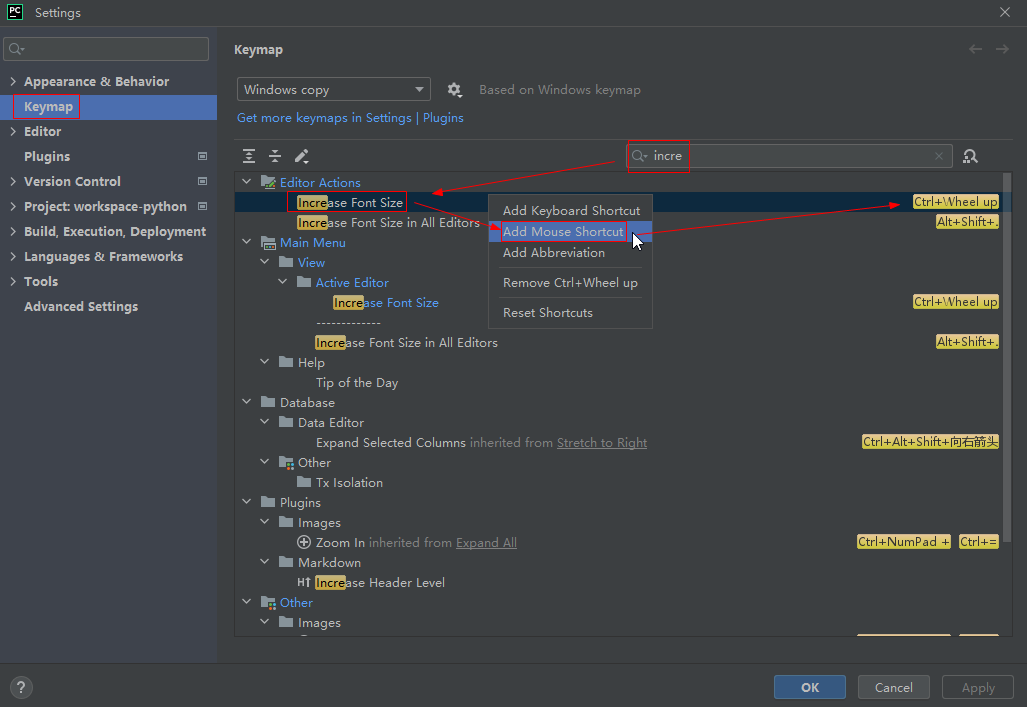 PC Settings
Keymap
Appearance & Behavior
Keymap
Editor
Plugins
Version Control
Project: workspace-python
Build, Execution, Deployment
Languages & Frameworks
Tools
Advanced Settings
Windows copy
Based on Windows keymap
Get more keymaps in Settings | Plugins
incre
Editor Actions
Increase Font Size Ctrl+Wheel up
Increase Font Size in All Editors Alt+Shift+.
Add Keyboard Shortcut
Add Mouse Shortcut
Add Abbreviation
Remove Ctrl+Wheel up
Reset Shortcuts
Main Menu
View
Active Editor
Increase Font Size Ctrl+Wheel up
-------------
Increase Font Size in All Editors Alt+Shift+.
Help
Tip of the Day
Database
Data Editor
Expand Selected Columns inherited from Stretch to Right Ctrl+Alt+Shift+向右箭头
Other
Tx Isolation
Plugins
Images
Zoom In inherited from Expand All Ctrl+NumPad + Ctrl+=
Markdown
H↑ Increase Header Level
Other
Images
? OK Cancel Apply